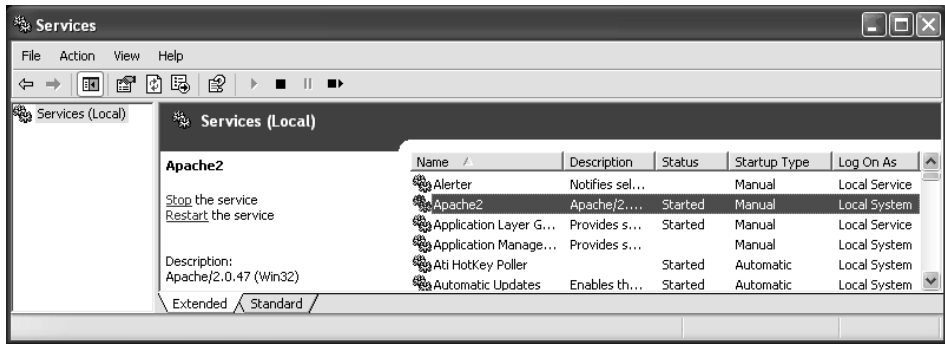 Services
File Action View Help
Services (Local)
Services (Local)
Apache2
Stop the service
Restart the service
Description:
Apache/2.0.47 (Win32)
Name Description Status Startup Type Log On As
Alerter Notifies sel... Manual Local Service
Apache2 Apache/2.... Started Manual Local System
Application Layer G... Provides s... Started Manual Local Service
Application Manage... Provides s... Manual Local System
Ati HotKey Poller Started Automatic Local System
Automatic Updates Enables th... Started Automatic Local System
Extended Standard